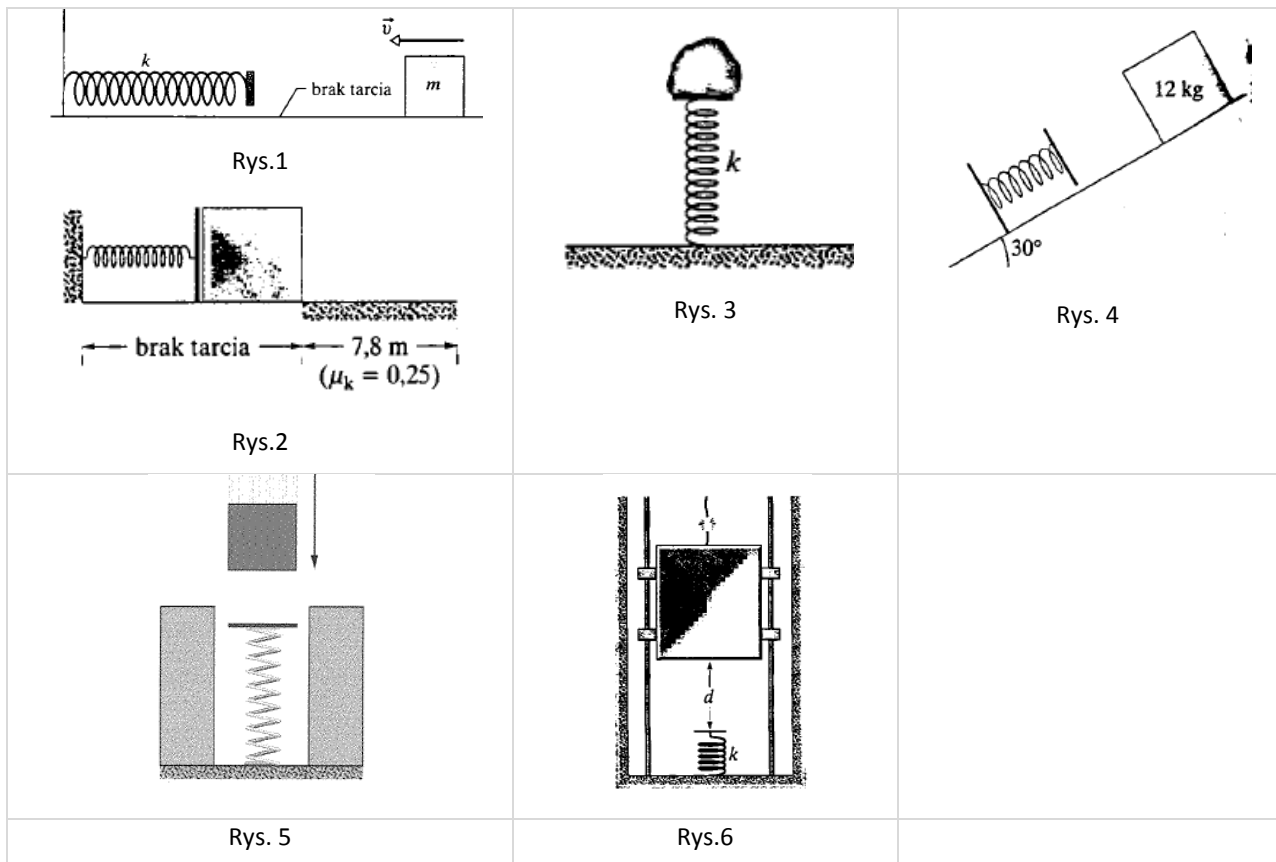 v
k
brak tarcia
m
Rys.1
brak tarcia
7,8 m
(μk = 0,25)
Rys.2
k
Rys. 3
12 kg
30°
Rys. 4
Rys. 5
d
k
Rys.6